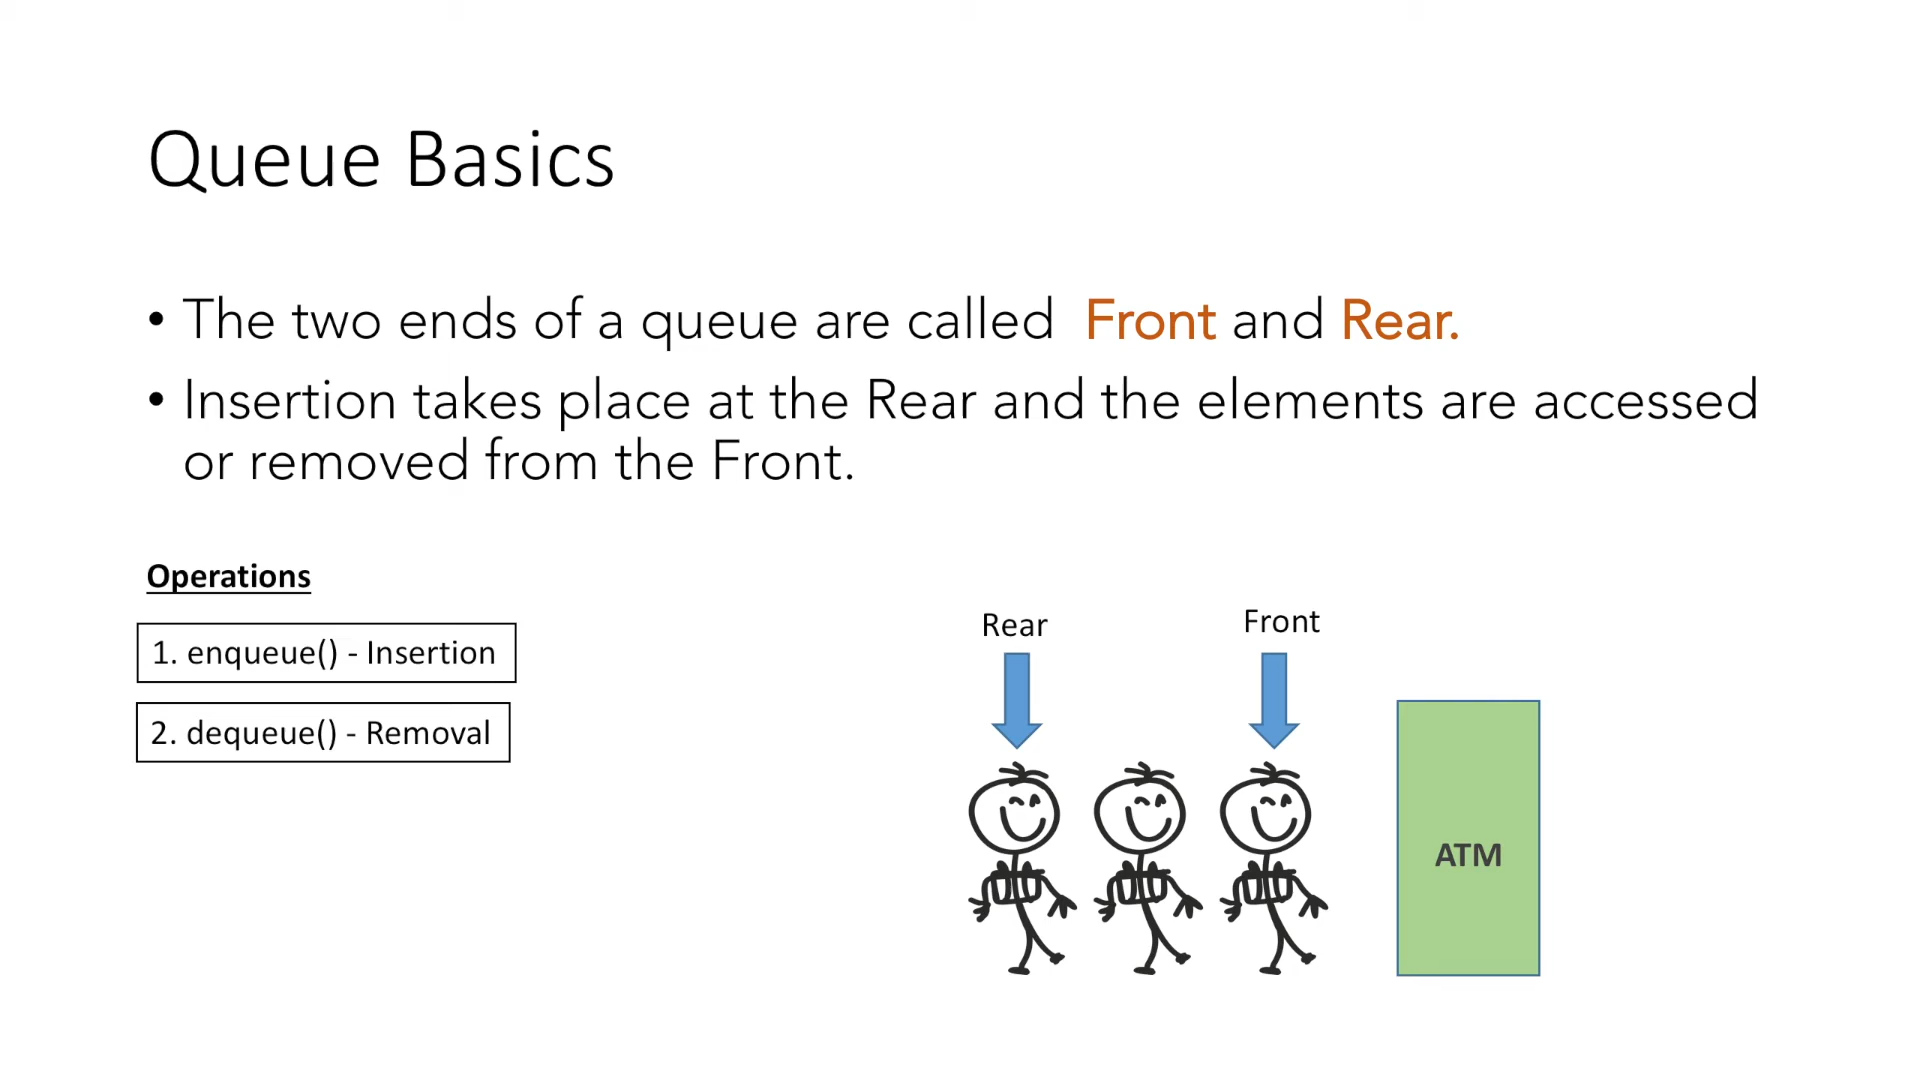 Queue Basics
• The two ends of a queue are called Front and Rear.
• Insertion takes place at the Rear and the elements are accessed
or removed from the Front.
Operations
1. enqueue() - Insertion
2. dequeue() - Removal
Rear
Front
ATM